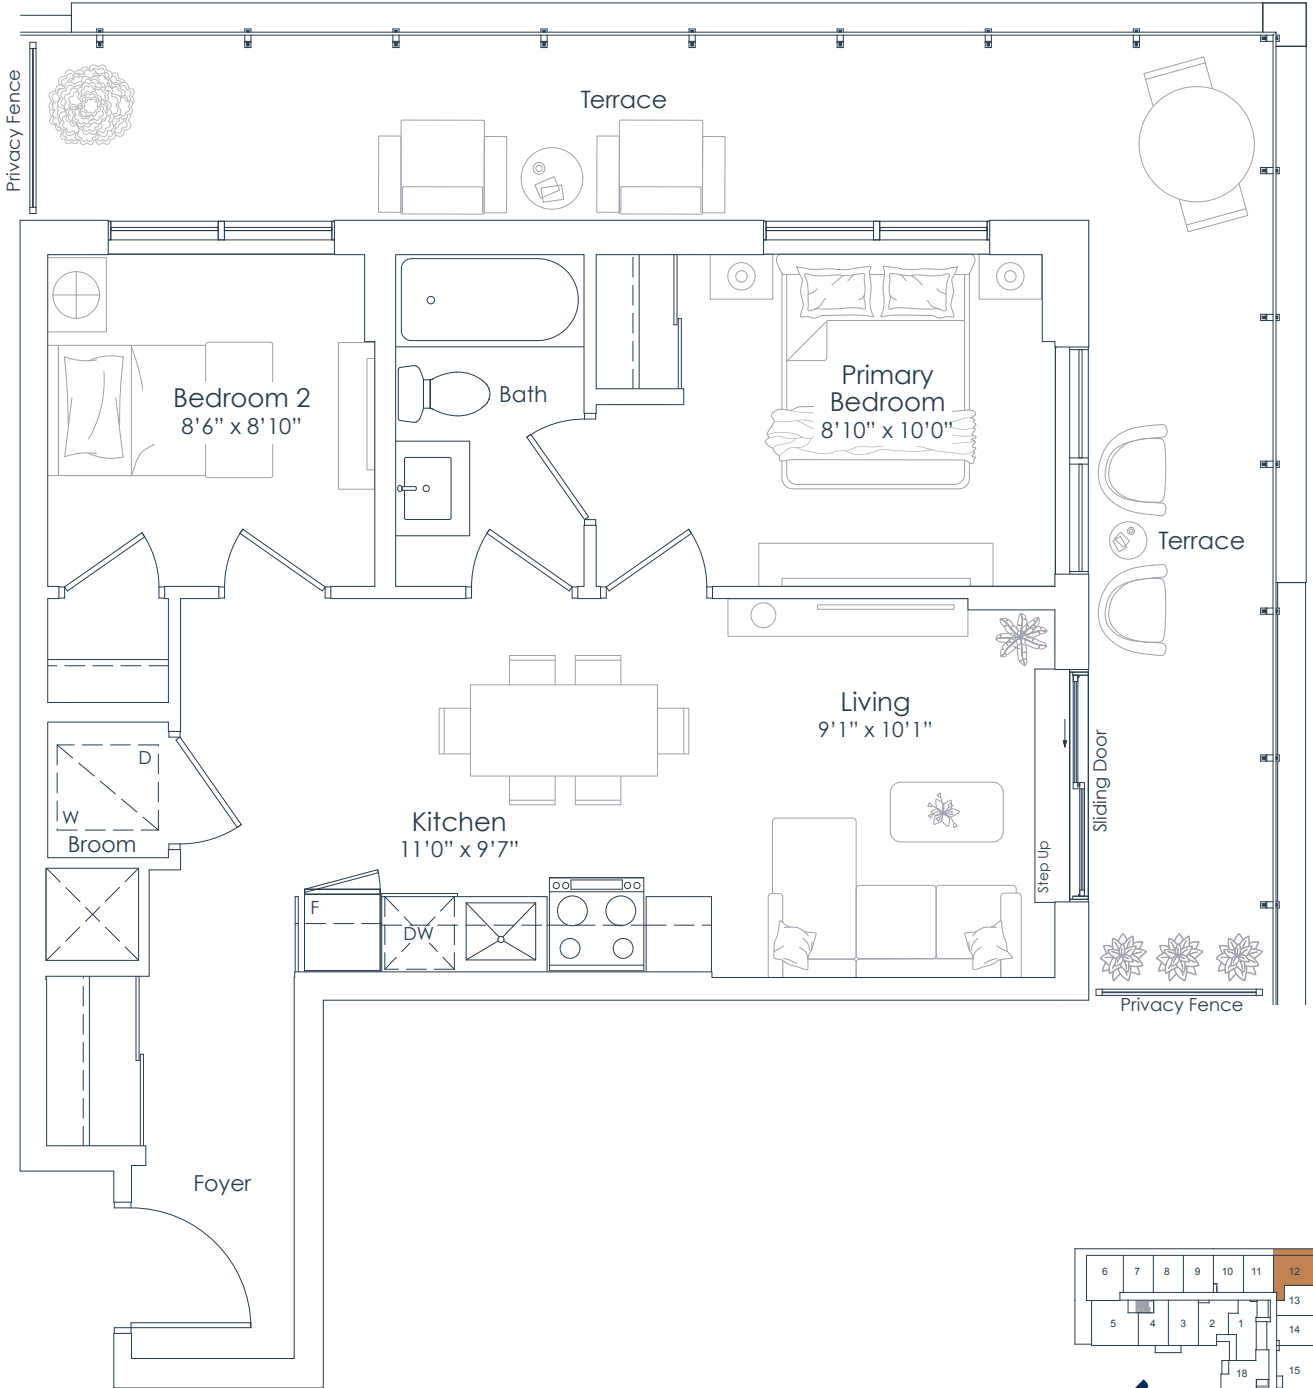 Privacy Fence
Terrace
Bedroom 2
8’6” x 8’10”
Bath
Primary
Bedroom
8’10” x 10’0”
Terrace
Living
9’1” x 10’1”
Sliding Door
Step Up
D
W
Broom
Kitchen
11’0” x 9’7”
F
DW
Privacy Fence
Foyer
6 7 8 9 10 11 12
13
5 4 3 2 1 14
18 15